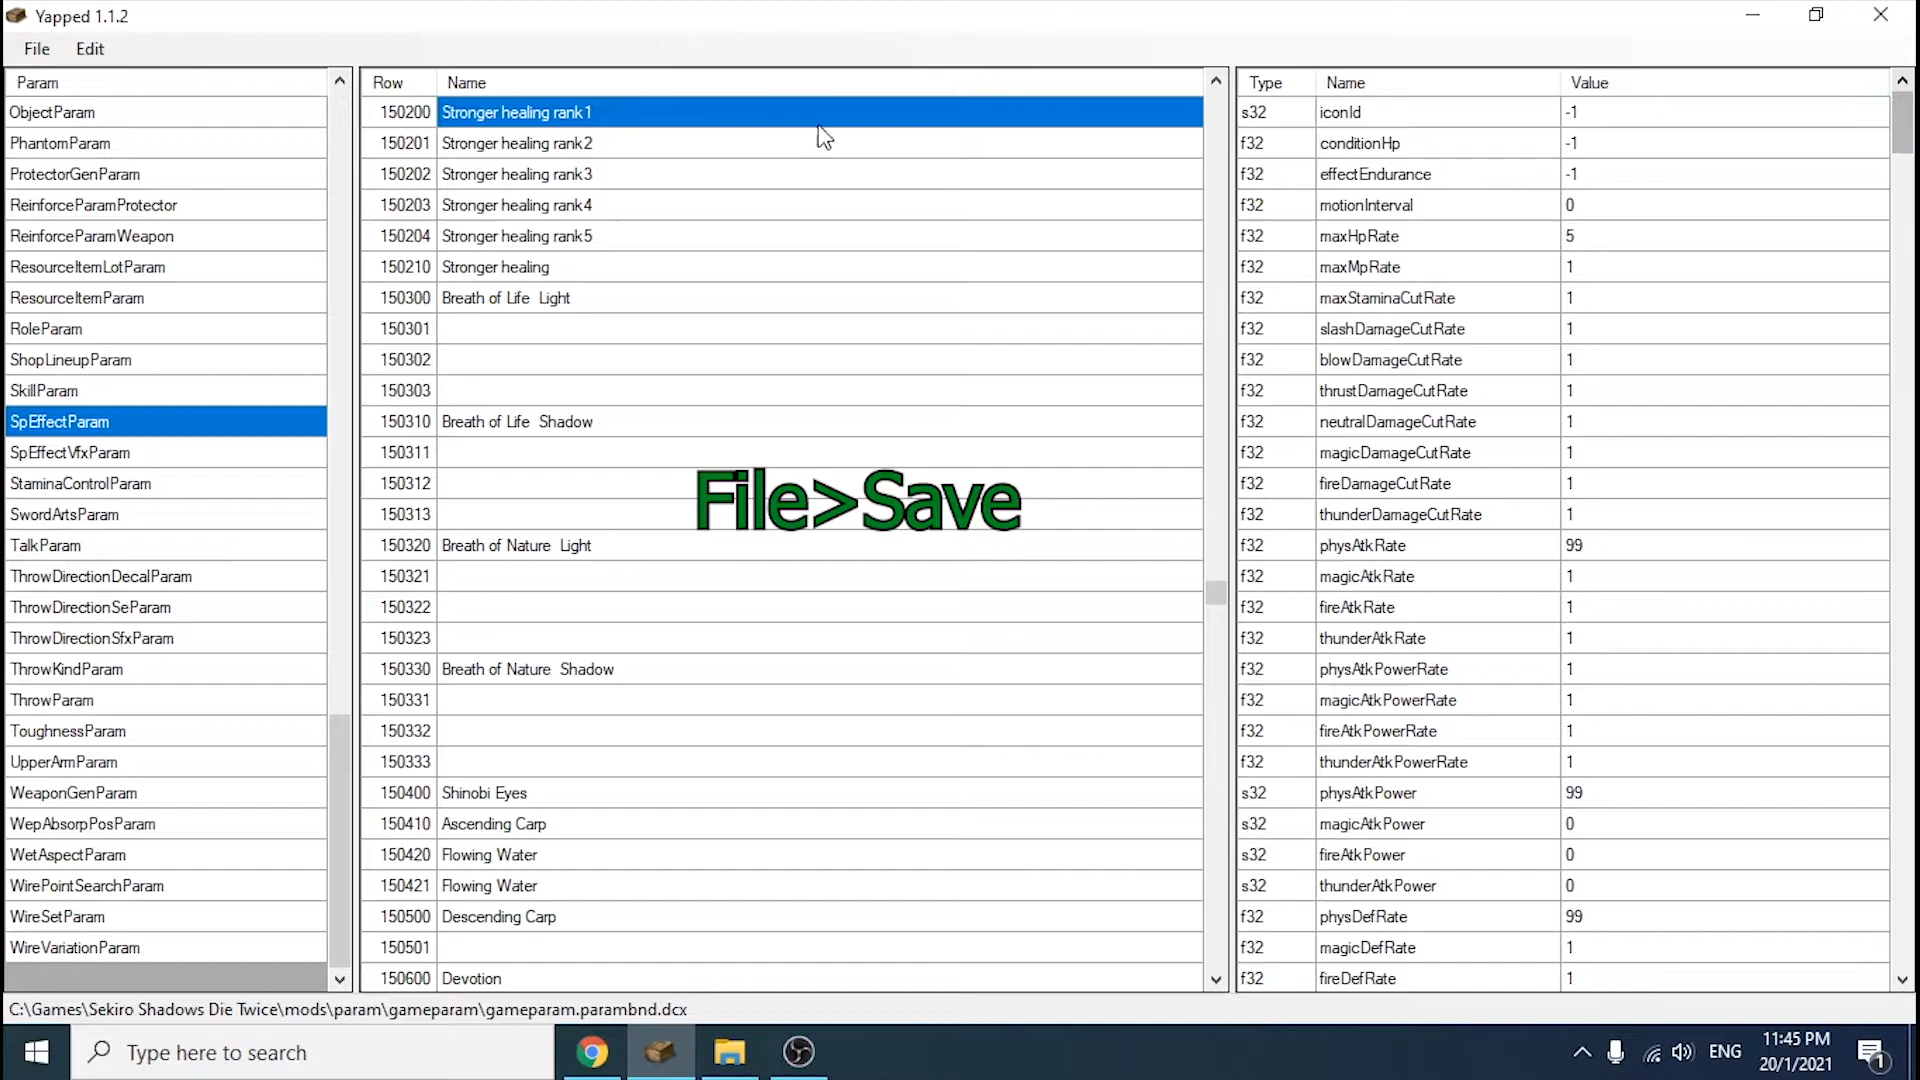 Yapped 1.1.2
File Edit
Param
ObjectParam
PhantomParam
ProtectorGenParam
ReinforceParamProtector
ReinforceParamWeapon
ResourceItemLotParam
ResourceItemParam
RoleParam
ShopLineupParam
SkillParam
SpEffectParam
SpEffectVfxParam
StaminaControlParam
SwordArtsParam
TalkParam
ThrowDirectionDecalParam
ThrowDirectionSeParam
ThrowDirectionSfxParam
ThrowKindParam
ThrowParam
ToughnessParam
UpperArmParam
WeaponGenParam
WepAbsorpPosParam
WetAspectParam
WirePointSearchParam
WireSetParam
WireVariationParam
Row Name
150200 Stronger healing rank1
150201 Stronger healing rank2
150202 Stronger healing rank3
150203 Stronger healing rank4
150204 Stronger healing rank5
150210 Stronger healing
150300 Breath of Life Light
150301
150302
150303
150310 Breath of Life Shadow
150311
150312
150313
150320 Breath of Nature Light
150321
150322
150323
150330 Breath of Nature Shadow
150331
150332
150333
150400 Shinobi Eyes
150410 Ascending Carp
150420 Flowing Water
150421 Flowing Water
150500 Descending Carp
150501
150600 Devotion
File>Save
Type Name Value
s32 iconId -1
f32 conditionHp -1
f32 effectEndurance -1
f32 motionInterval 0
f32 maxHpRate 5
f32 maxMpRate 1
f32 maxStaminaCutRate 1
f32 slashDamageCutRate 1
f32 blowDamageCutRate 1
f32 thrustDamageCutRate 1
f32 neutralDamageCutRate 1
f32 magicDamageCutRate 1
f32 fireDamageCutRate 1
f32 thunderDamageCutRate 1
f32 physAtkRate 99
f32 magicAtkRate 1
f32 fireAtkRate 1
f32 thunderAtkRate 1
f32 physAtkPowerRate 1
f32 magicAtkPowerRate 1
f32 fireAtkPowerRate 1
f32 thunderAtkPowerRate 1
s32 physAtkPower 99
s32 magicAtkPower 0
s32 fireAtkPower 0
s32 thunderAtkPower 0
f32 physDefRate 99
f32 magicDefRate 1
f32 fireDefRate 1
C:\Games\Sekiro Shadows Die Twice\mods\param\gameparam\gameparam.parambnd.dcx
Type here to search
ENG
11:45 PM
20/1/2021
1